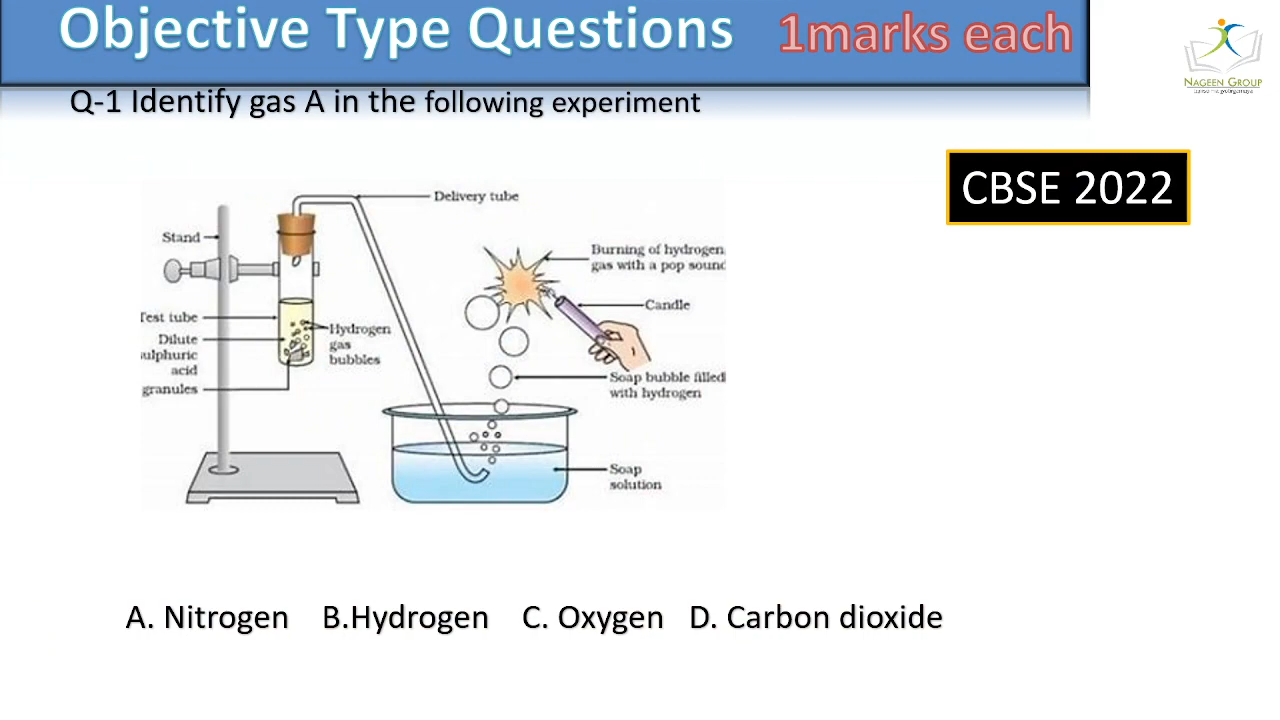 Objective Type Questions 1marks each
NAGEEN GROUP
Q-1 Identify gas A in the following experiment
CBSE 2022
Delivery tube
Stand
Burning of hydrogen
gas with a pop sound
Candle
Test tube
Hydrogen
gas
bubbles
Dilute
sulphuric
acid
granules
Soap bubble filled
with hydrogen
Soap
solution
A. Nitrogen B.Hydrogen C. Oxygen D. Carbon dioxide